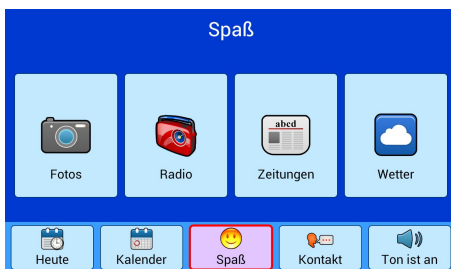 Spaß
Fotos
Radio
abcd
Zeitungen
Wetter
Heute
Kalender
Spaß
Kontakt
Ton ist an